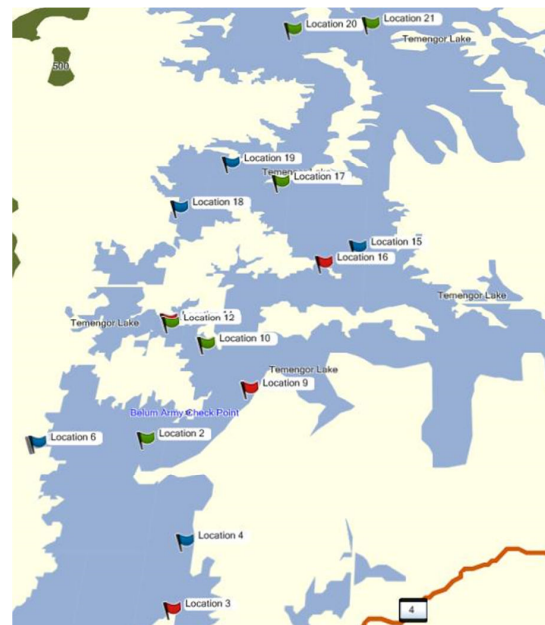 Location 20
Location 21
Temengor Lake
500
Location 19
Location 17
Location 18
Location 15
Location 16
Temengor Lake
Location 12
Temengor Lake
Location 10
Temengor Lake
Location 9
Belum Army Check Point
Location 6
Location 2
Location 4
Location 3
4